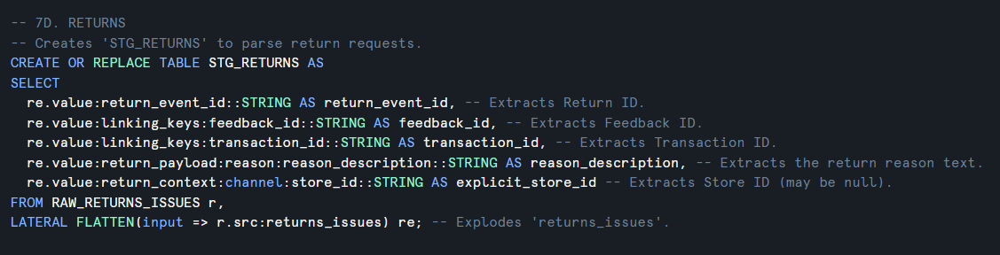 -- 7D. RETURNS
-- Creates 'STG_RETURNS' to parse return requests.
CREATE OR REPLACE TABLE STG_RETURNS AS
SELECT
  re.value:return_event_id::STRING AS return_event_id, -- Extracts Return ID.
  re.value:linking_keys:feedback_id::STRING AS feedback_id, -- Extracts Feedback ID.
  re.value:linking_keys:transaction_id::STRING AS transaction_id, -- Extracts Transaction ID.
  re.value:return_payload:reason:reason_description::STRING AS reason_description, -- Extracts the return reason text.
  re.value:return_context:channel:store_id::STRING AS explicit_store_id -- Extracts Store ID (may be null).
FROM RAW_RETURNS_ISSUES r,
LATERAL FLATTEN(input => r.src:returns_issues) re; -- Explodes 'returns_issues'.